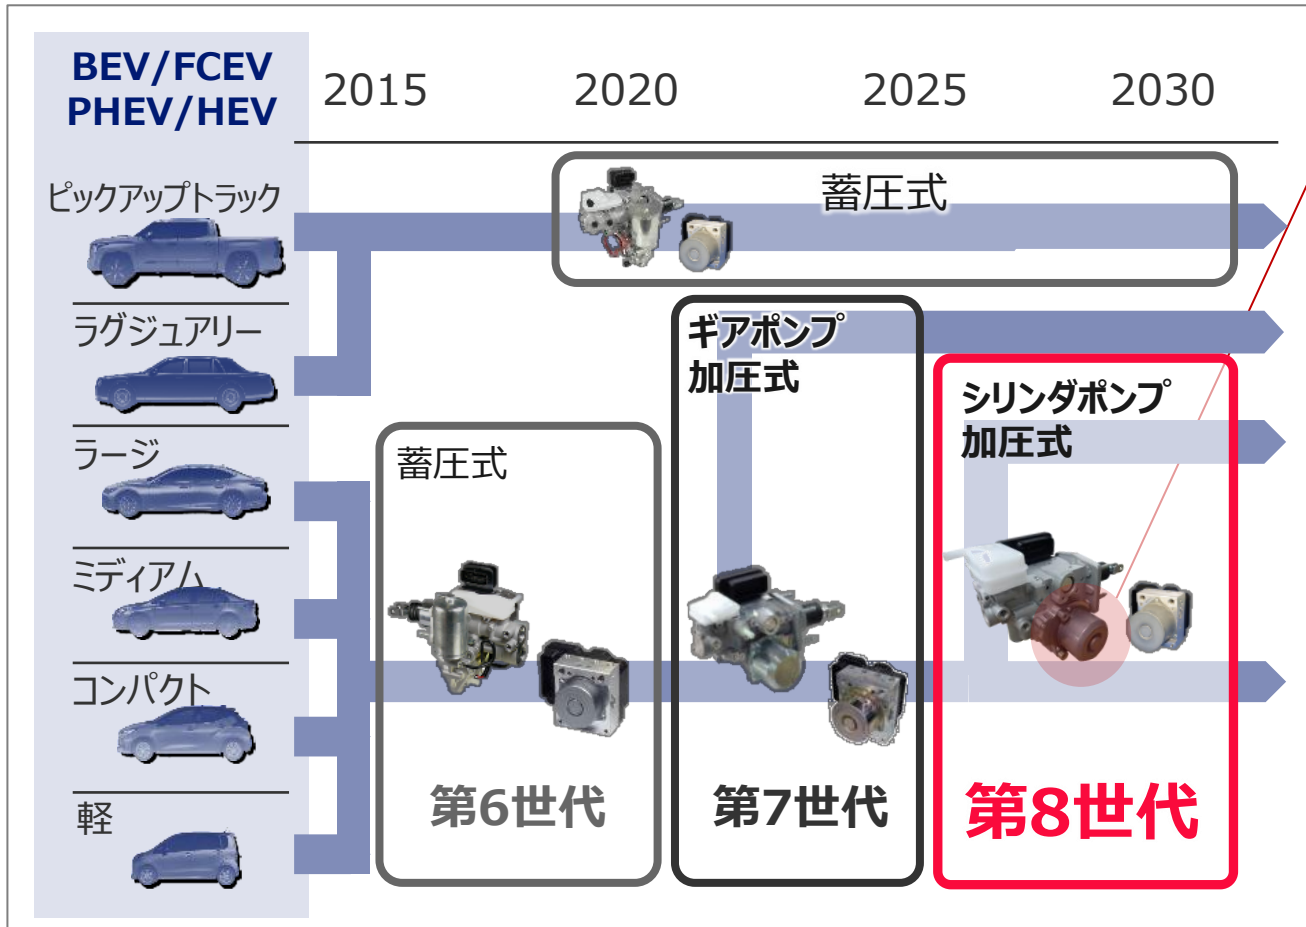 BEV/FCEV
PHEV/HEV
2015
2020
2025
2030
ピックアップトラック
蓄圧式
ラグジュアリー
ギアポンプ
加圧式
シリンダポンプ
加圧式
ラージ
蓄圧式
ミディアム
コンパクト
軽
第6世代
第7世代
第8世代